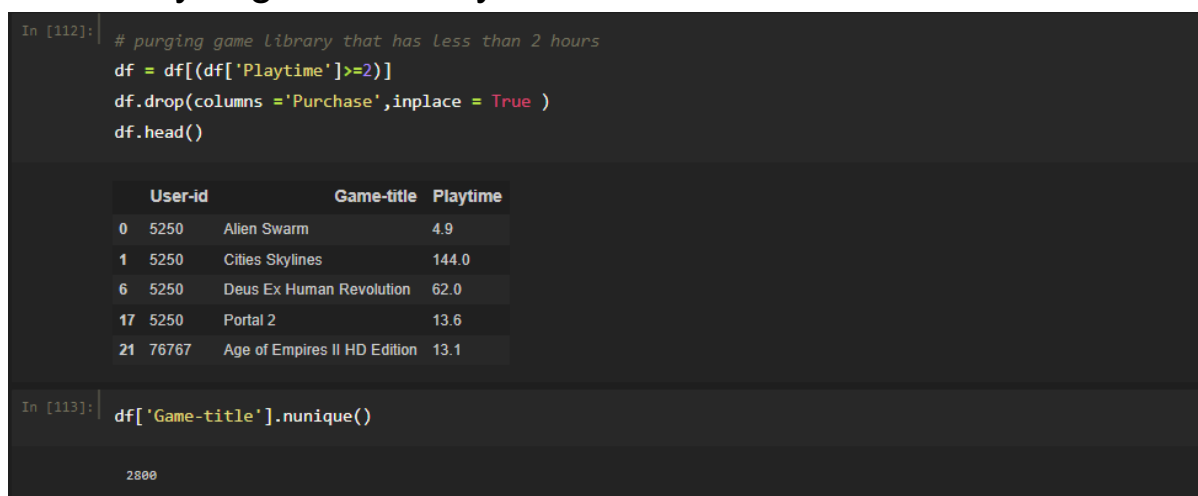 In [112]:
# purging game library that has less than 2 hours
df = df[(df['Playtime']>=2)]
df.drop(columns ='Purchase',inplace = True )
df.head()
User-id Game-title Playtime
0 5250 Alien Swarm 4.9
1 5250 Cities Skylines 144.0
6 5250 Deus Ex Human Revolution 62.0
17 5250 Portal 2 13.6
21 76767 Age of Empires II HD Edition 13.1
In [113]:
df['Game-title'].nunique()
2800